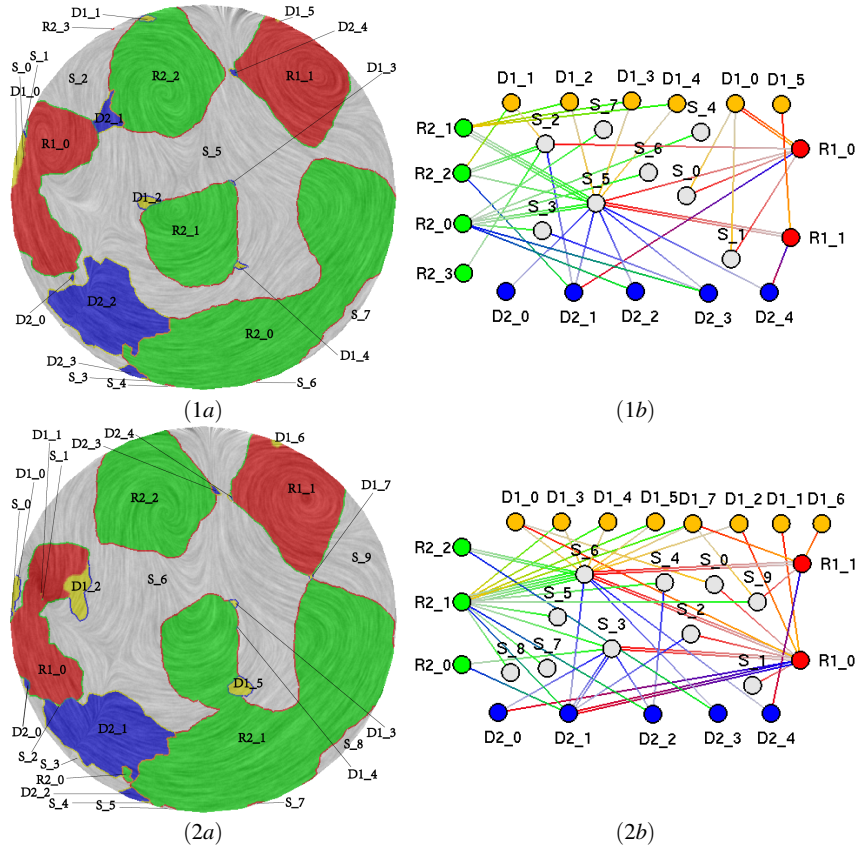 D1_1
D1_5
R2_3
D2_4
S_1
S_2
D1_3
S_0
R2_2
R1_1
D1_0
D2_1
R1_0
S_5
D1_2
R2_1
D2_2
D2_0
S_7
R2_0
D1_4
D2_3
S_3
S_4
S_6
(1a)
D1_1 D1_2 D1_3 D1_4 D1_0 D1_5
S_7 S_4
R2_1 S_2
S_6 R1_0
R2_2 S_5 S_0
R2_0 S_3
S_1 R1_1
R2_3
D2_0 D2_1 D2_2 D2_3 D2_4
(1b)
D1_1 D2_4 D1_6
S_1 D2_3
D1_0
D1_7
S_0
R2_2 R1_1
S_9
D1_2 S_6
R1_0
D1_5
D2_0 D2_1 R2_1 D1_3
S_2
S_3 S_8
R2_0 D1_4
D2_2
S_4 S_5 S_7
(2a)
D1_0 D1_3 D1_4 D1_5 D1_7 D1_2 D1_1 D1_6
R2_2 S_6 S_4 S_0 S_9 R1_1
R2_1 S_5 S_2
S_3
R2_0 S_8 S_7 S_1 R1_0
D2_0 D2_1 D2_2 D2_3 D2_4
(2b)